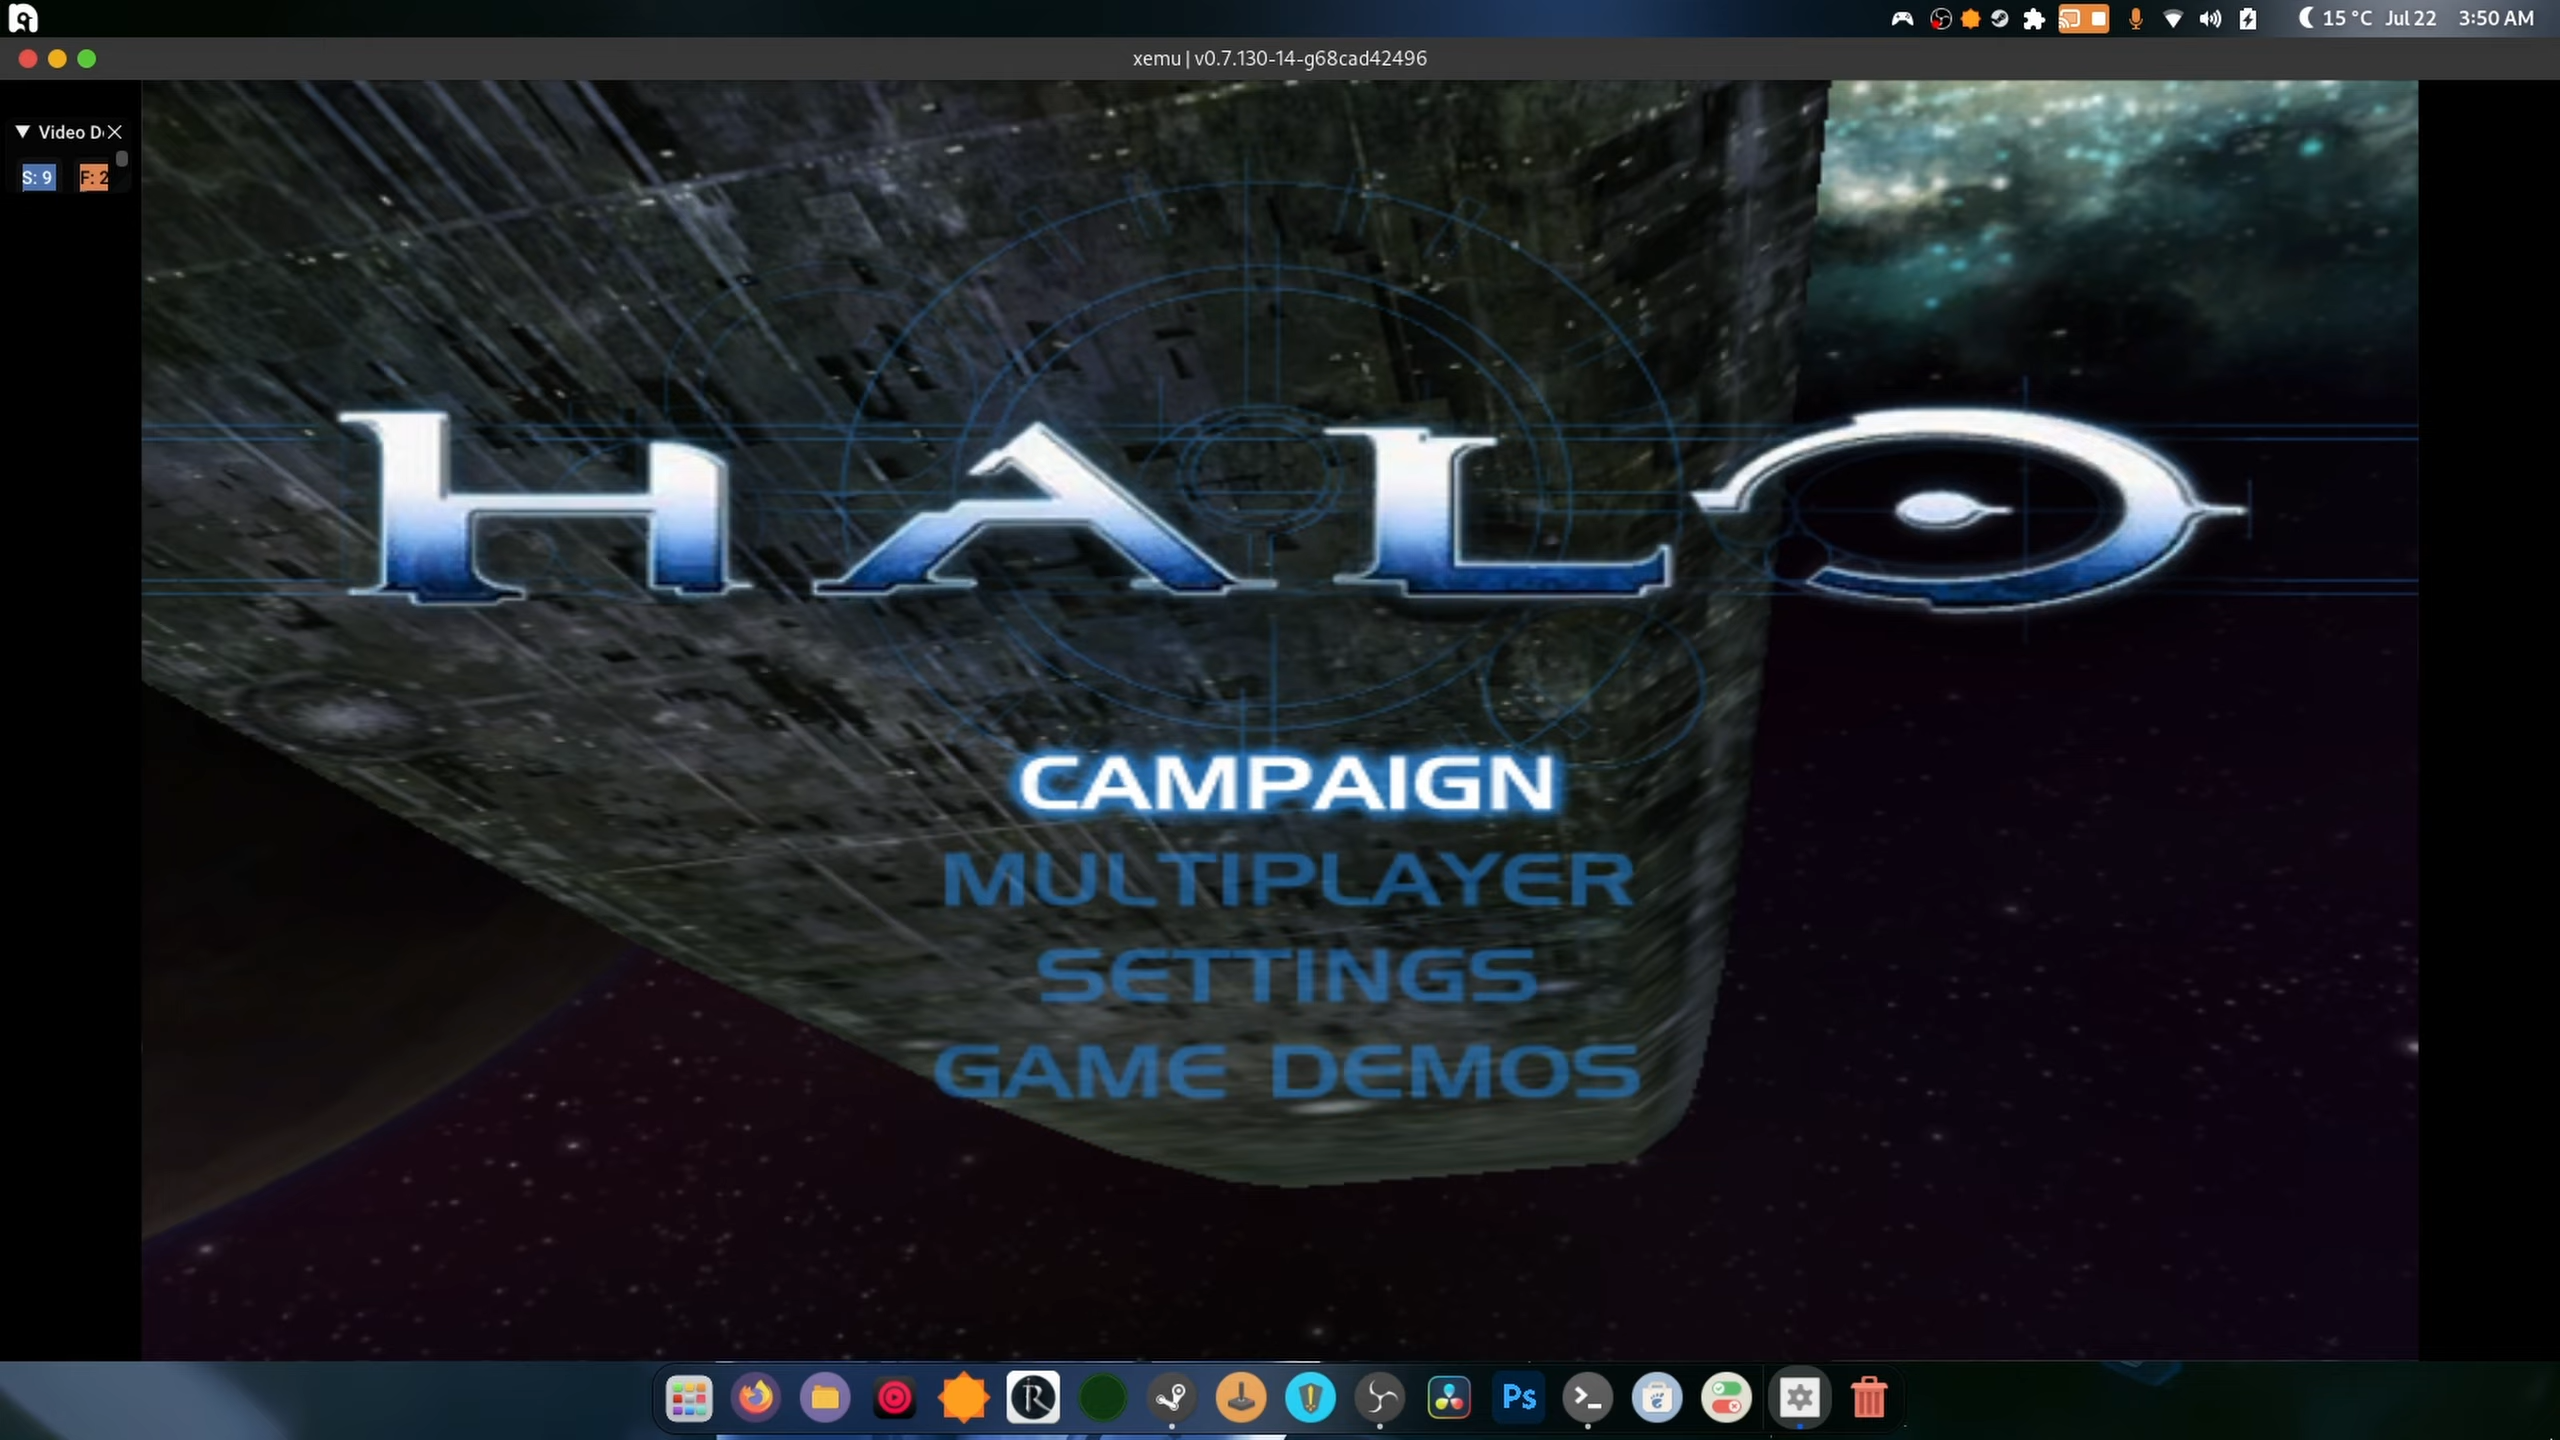 15 °C Jul 22 3:50 AM
xemu | v0.7.130-14-g68cad42496
Video D
S: 9 F: 2
HALO
CAMPAIGN
MULTIPLAYER
SETTINGS
GAME DEMOS
R
Ps